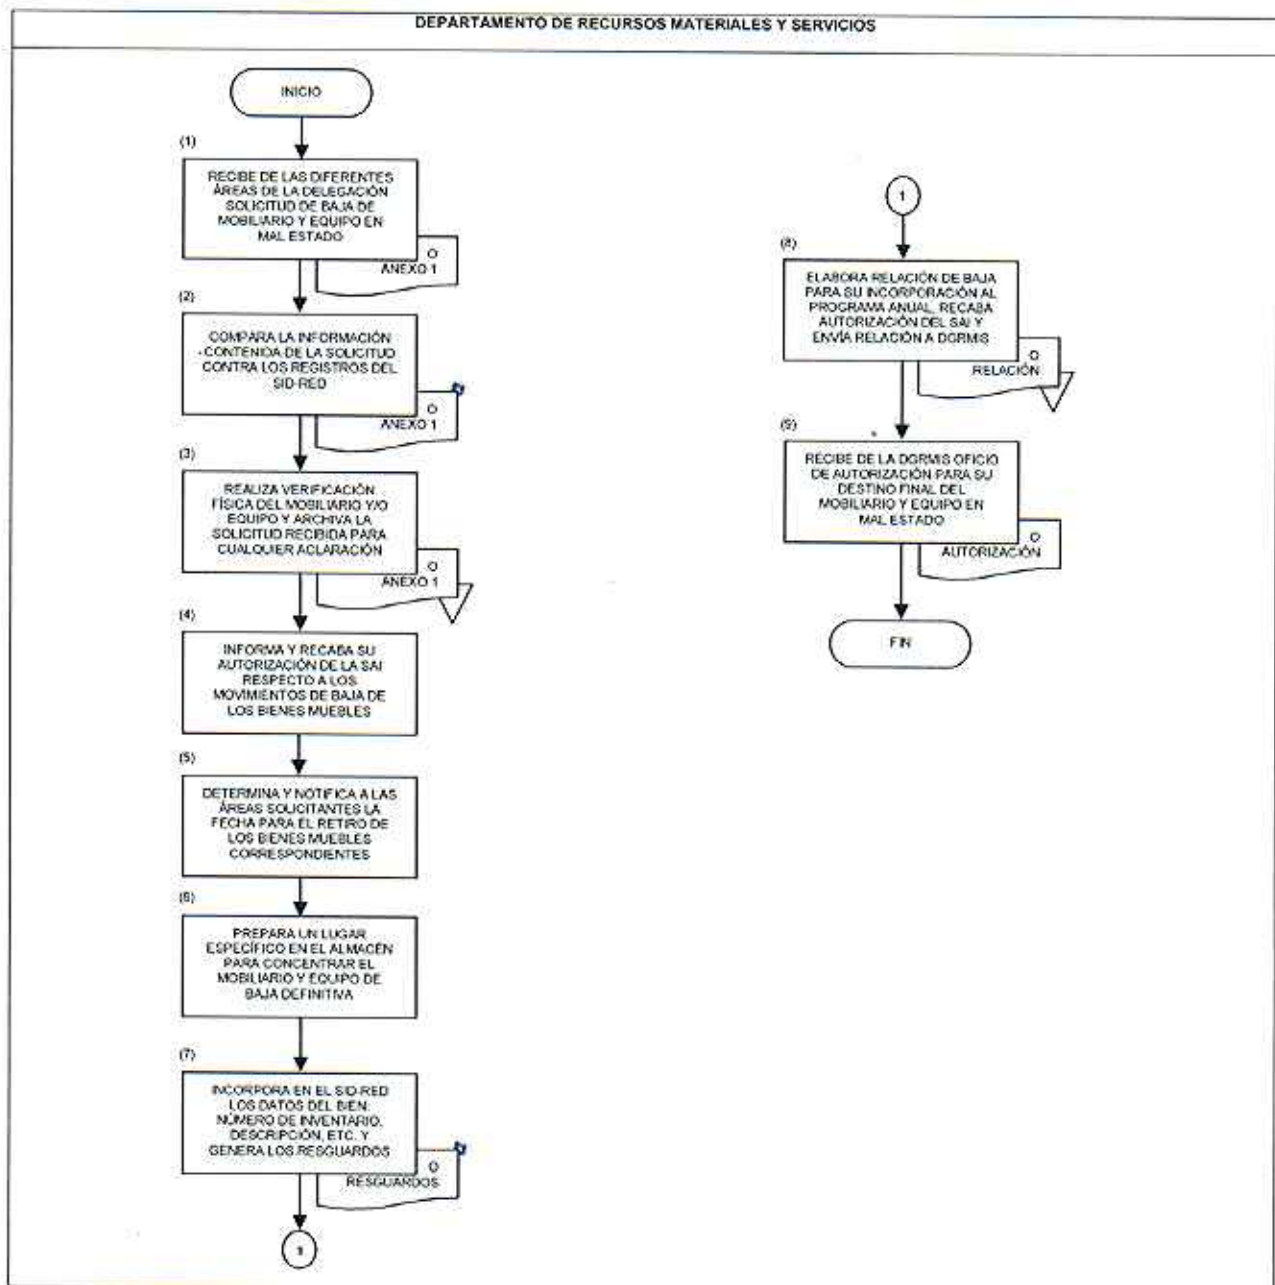 DEPARTAMENTO DE RECURSOS MATERIALES Y SERVICIOS
INICIO
(1)
RECIBE DE LAS DIFERENTES
ÁREAS DE LA DELEGACIÓN
SOLICITUD DE BAJA DE
MOBILIARIO Y EQUIPO EN
MAL ESTADO
O
ANEXO 1
(2)
COMPARA LA INFORMACIÓN
CONTENIDA DE LA SOLICITUD
CONTRA LOS REGISTROS DEL
SID-RED
O
ANEXO 1
(3)
REALIZA VERIFICACIÓN
FÍSICA DEL MOBILIARIO Y/O
EQUIPO Y ARCHIVA LA
SOLICITUD RECIBIDA PARA
CUALQUIER ACLARACIÓN
O
ANEXO 1
(4)
INFORMA Y RECABA SU
AUTORIZACIÓN DE LA SAI
RESPECTO A LOS
MOVIMIENTOS DE BAJA DE
LOS BIENES MUEBLES
(5)
DETERMINA Y NOTIFICA A LAS
ÁREAS SOLICITANTES LA
FECHA PARA EL RETIRO DE
LOS BIENES MUEBLES
CORRESPONDIENTES
(6)
PREPARA UN LUGAR
ESPECÍFICO EN EL ALMACÉN
PARA CONCENTRAR EL
MOBILIARIO Y EQUIPO DE
BAJA DEFINITIVA
(7)
INCORPORA EN EL SID-RED
LOS DATOS DEL BIEN:
NÚMERO DE INVENTARIO,
DESCRIPCIÓN, ETC. Y
GENERA LOS RESGUARDOS
O
RESGUARDOS
1
1
(8)
ELABORA RELACIÓN DE BAJA
PARA SU INCORPORACIÓN AL
PROGRAMA ANUAL, RECABA
AUTORIZACIÓN DEL SAI Y
ENVÍA RELACIÓN A DGRMIS
O
RELACIÓN
(9)
RECIBE DE LA DGRMIS OFICIO
DE AUTORIZACIÓN PARA SU
DESTINO FINAL DEL
MOBILIARIO Y EQUIPO EN
MAL ESTADO
O
AUTORIZACIÓN
FIN